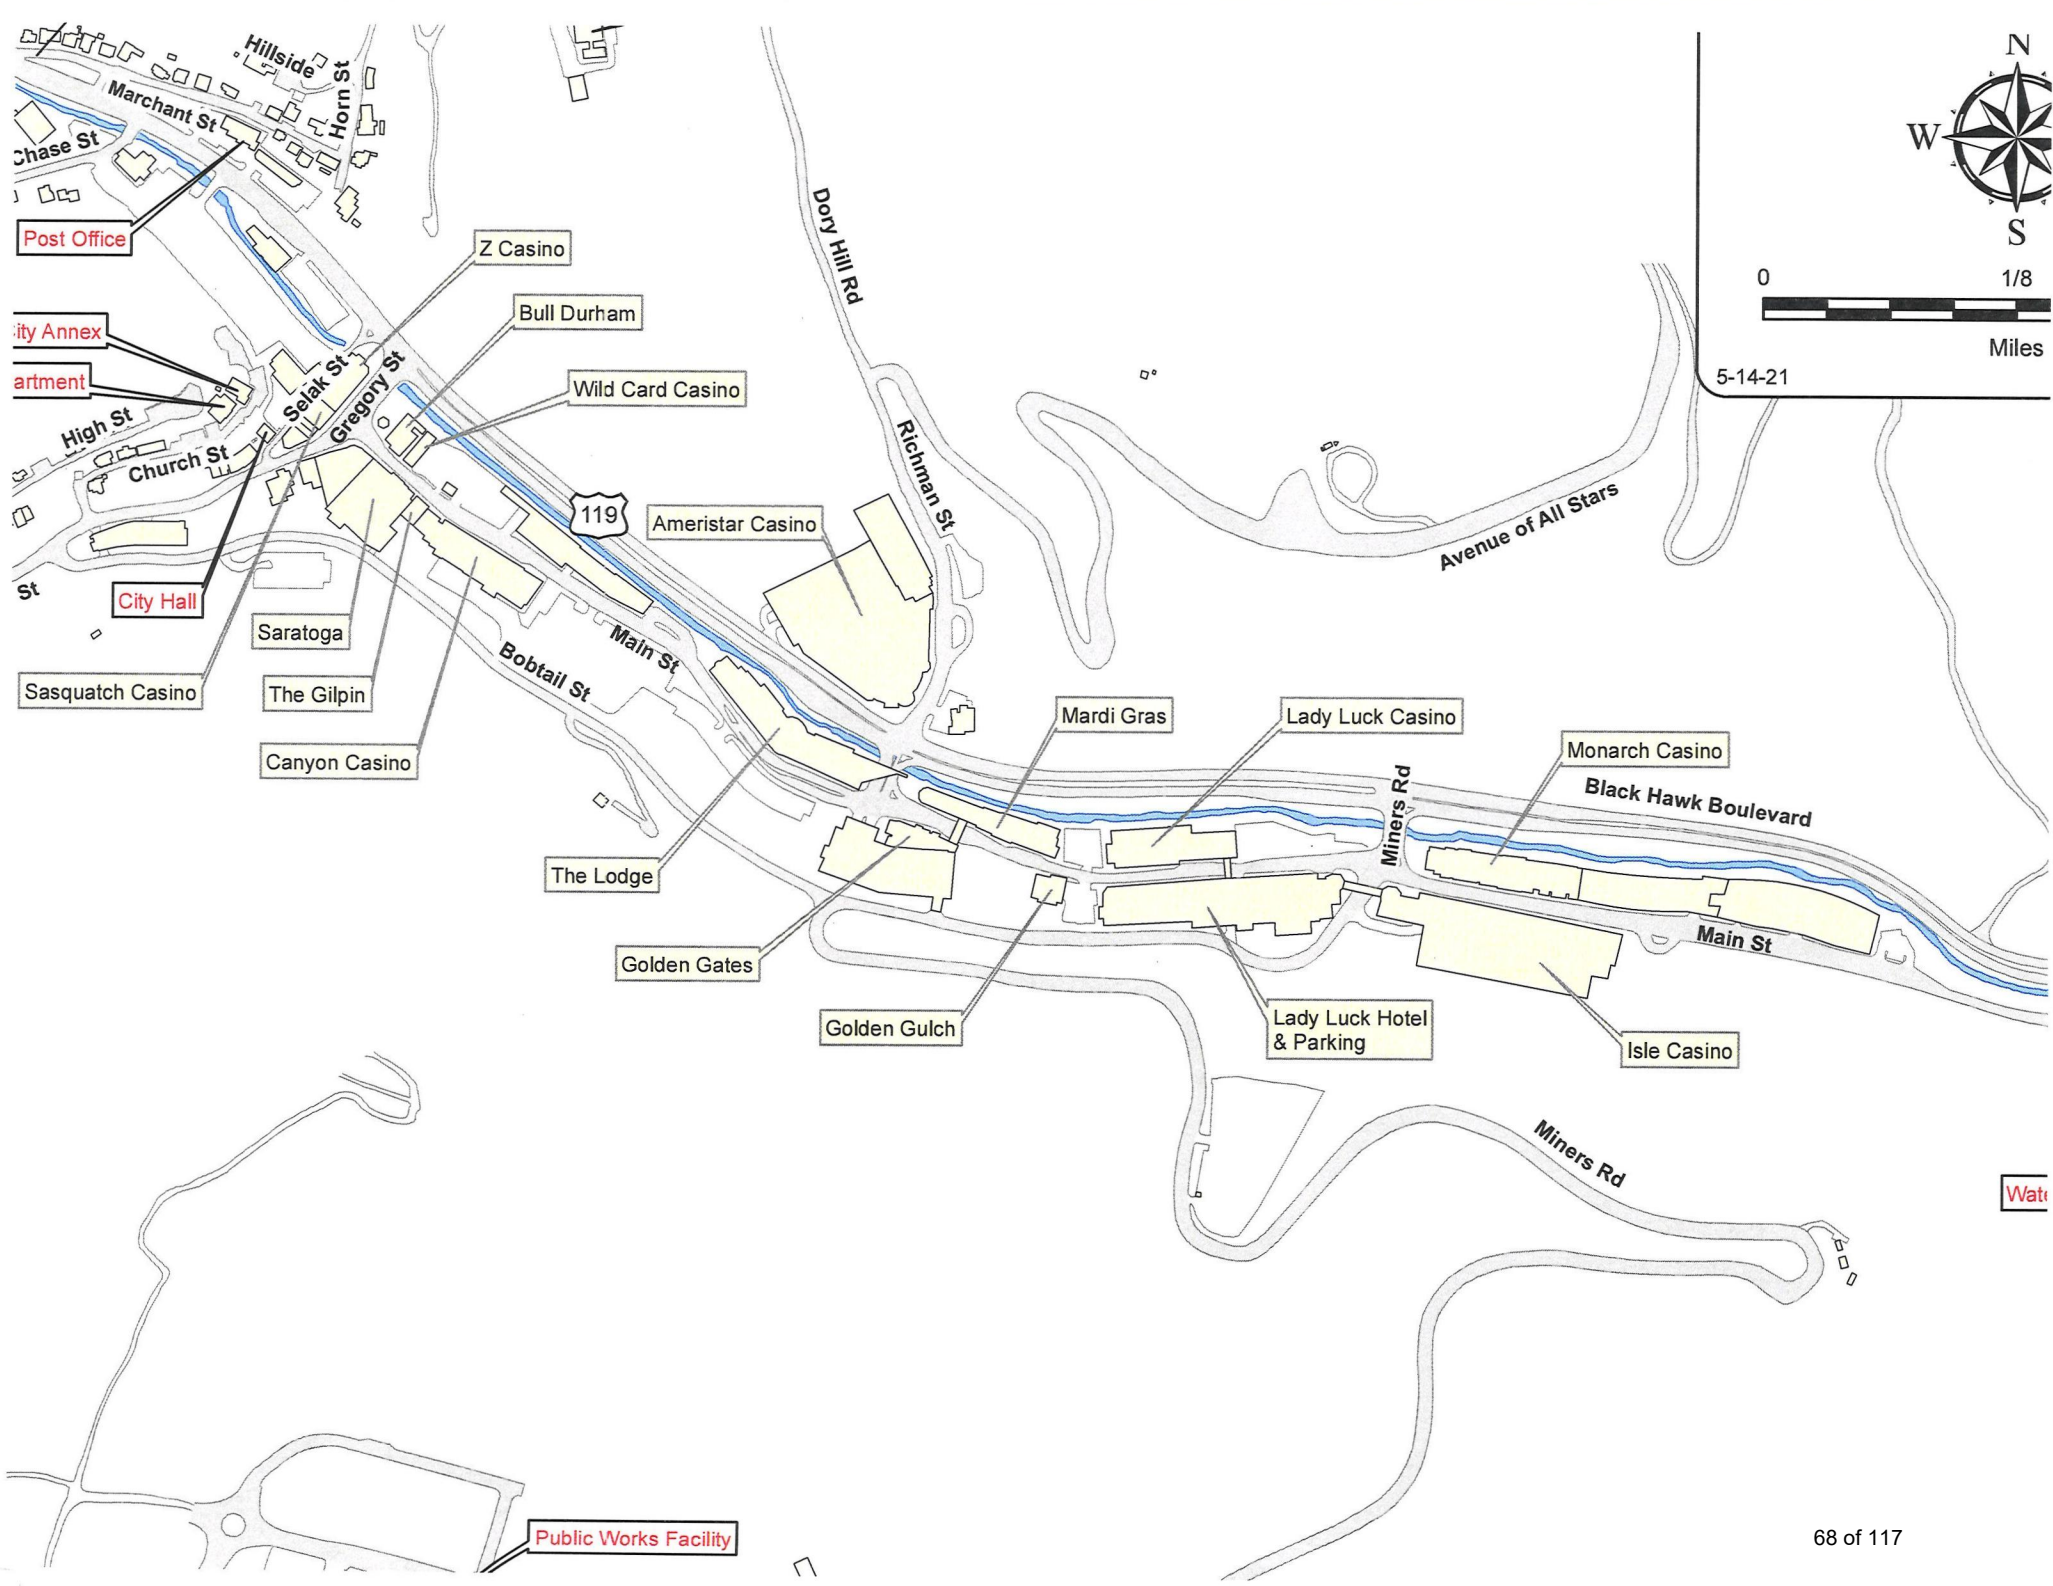 Hillside
Horn St
Marchant St
Chase St
Post Office
N
W
S
0 1/8
Miles
5-14-21
Dory Hill Rd
Z Casino
Bull Durham
Wild Card Casino
ity Annex
artment
Selak St
Gregory St
High St
Church St
119
Ameristar Casino
Richman St
Avenue of All Stars
St
City Hall
Saratoga
Sasquatch Casino
The Gilpin
Canyon Casino
Main St
Bobtail St
Mardi Gras
Lady Luck Casino
Monarch Casino
Miners Rd
Black Hawk Boulevard
The Lodge
Golden Gates
Golden Gulch
Lady Luck Hotel
& Parking
Main St
Isle Casino
Miners Rd
Wate
Public Works Facility
68 of 117